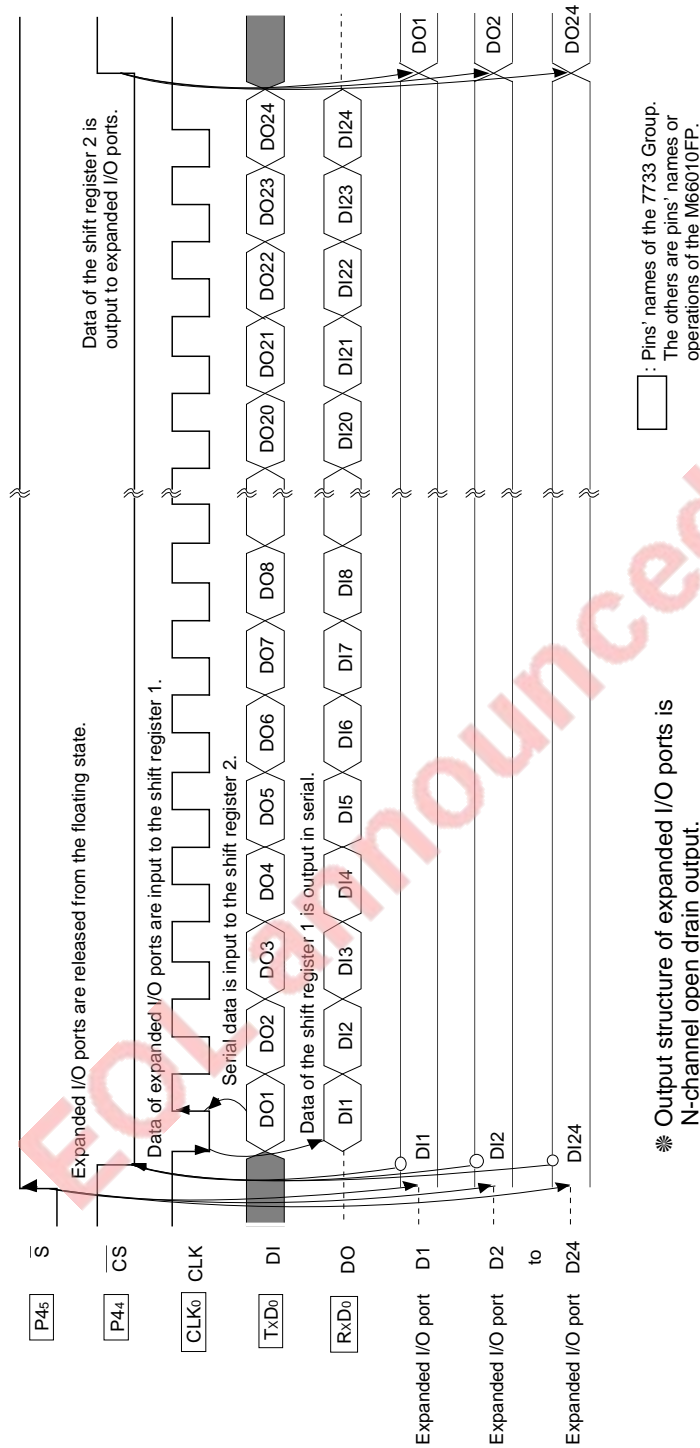 P4₅ S̅
P4₄ C̅S̅
CLK₀ CLK
TxD₀ DI
RxD₀ DO
Expanded I/O port D1
Expanded I/O port D2
to
Expanded I/O port D24
Expanded I/O ports are released from the floating state.
Data of expanded I/O ports are input to the shift register 1.
Serial data is input to the shift register 2.
DO1 DO2 DO3 DO4 DO5 DO6 DO7 DO8 DO20 DO21 DO22 DO23 DO24
Data of the shift register 1 is output in serial.
DI1 DI2 DI3 DI4 DI5 DI6 DI7 DI8 DI20 DI21 DI22 DI23 DI24
DI1
DI2
DI24
Data of the shift register 2 is
output to expanded I/O ports.
DO1
DO2
DO24
❋ Output structure of expanded I/O ports is
N-channel open drain output.
: Pins’ names of the 7733 Group.
The others are pins’ names or
operations of the M66010FP.
EOL announced